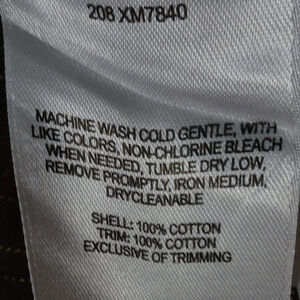 208 XM7840
MACHINE WASH COLD GENTLE, WITH
LIKE COLORS, NON-CHLORINE BLEACH
WHEN NEEDED, TUMBLE DRY LOW,
REMOVE PROMPTLY, IRON MEDIUM,
DRYCLEANABLE
SHELL: 100% COTTON
TRIM: 100% COTTON
EXCLUSIVE OF TRIMMING